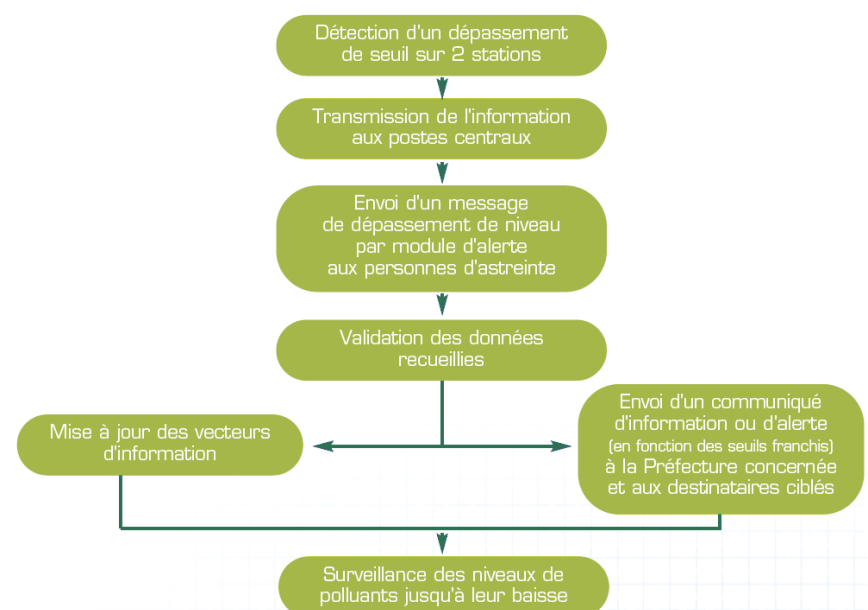 Détection d'un dépassement
de seuil sur 2 stations
Transmission de l'information
aux postes centraux
Envoi d'un message
de dépassement de niveau
par module d'alerte
aux personnes d'astreinte
Validation des données
recueillies
Mise à jour des vecteurs
d'information
Envoi d'un communiqué
d'information ou d'alerte
(en fonction des seuils franchis)
à la Préfecture concernée
et aux destinataires ciblés
Surveillance des niveaux de
polluants jusqu'à leur baisse